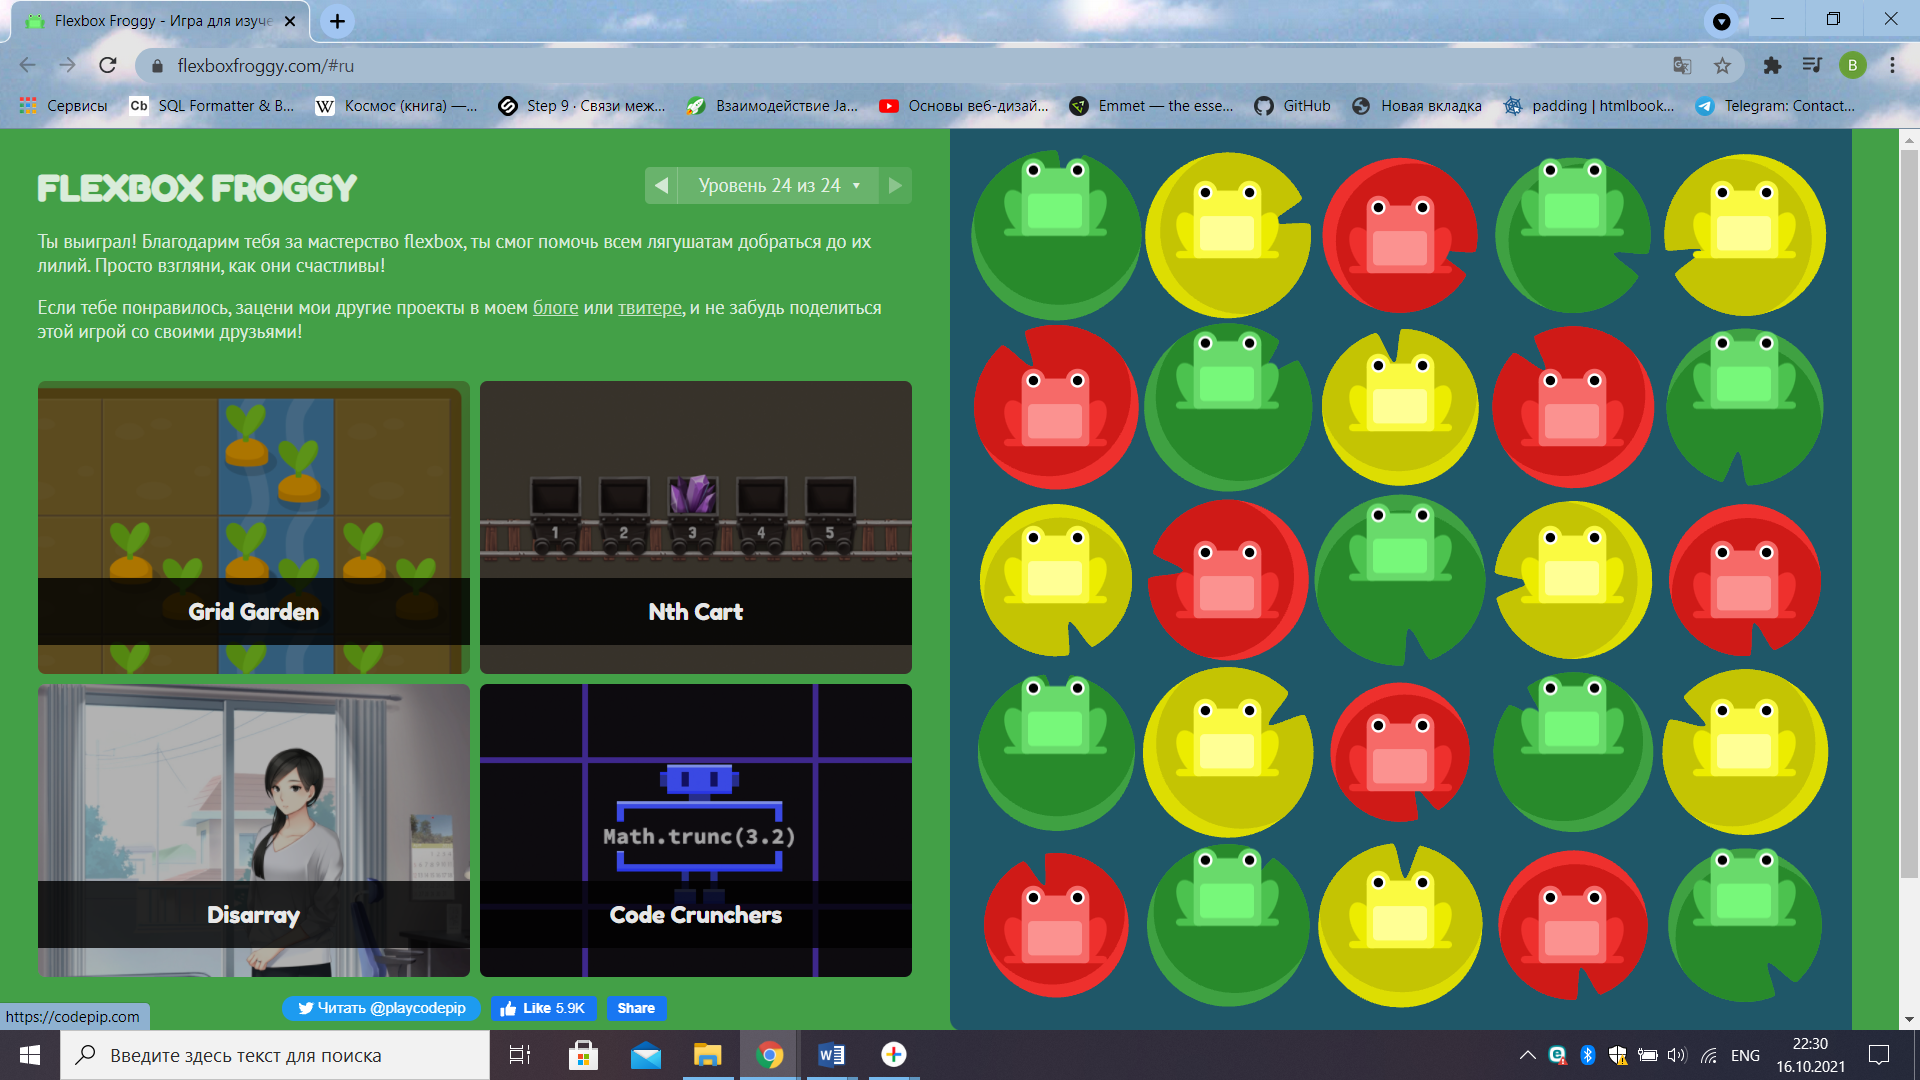 Flexbox Froggy - Игра для изуче
flexboxfroggy.com/#ru
B
Сервисы
Cb SQL Formatter & B...
W Космос (книга) —...
Step 9 · Связи меж...
Взаимодействие Ja...
Основы веб-дизай...
Emmet — the esse...
GitHub
Новая вкладка
padding | htmlbook...
Telegram: Contact...
FLEXBOX FROGGY
Уровень 24 из 24
Ты выиграл! Благодарим тебя за мастерство flexbox, ты смог помочь всем лягушатам добраться до их
лилий. Просто взгляни, как они счастливы!
Если тебе понравилось, зацени мои другие проекты в моем блоге или твитере, и не забудь поделиться
этой игрой со своими друзьями!
1 2 3 4 5
Grid Garden
Nth Cart
Math.trunc(3.2)
Disarray
Code Crunchers
Читать @playcodepip
Like 5.9K
Share
https://codepip.com
Введите здесь текст для поиска
ENG
22:30
16.10.2021